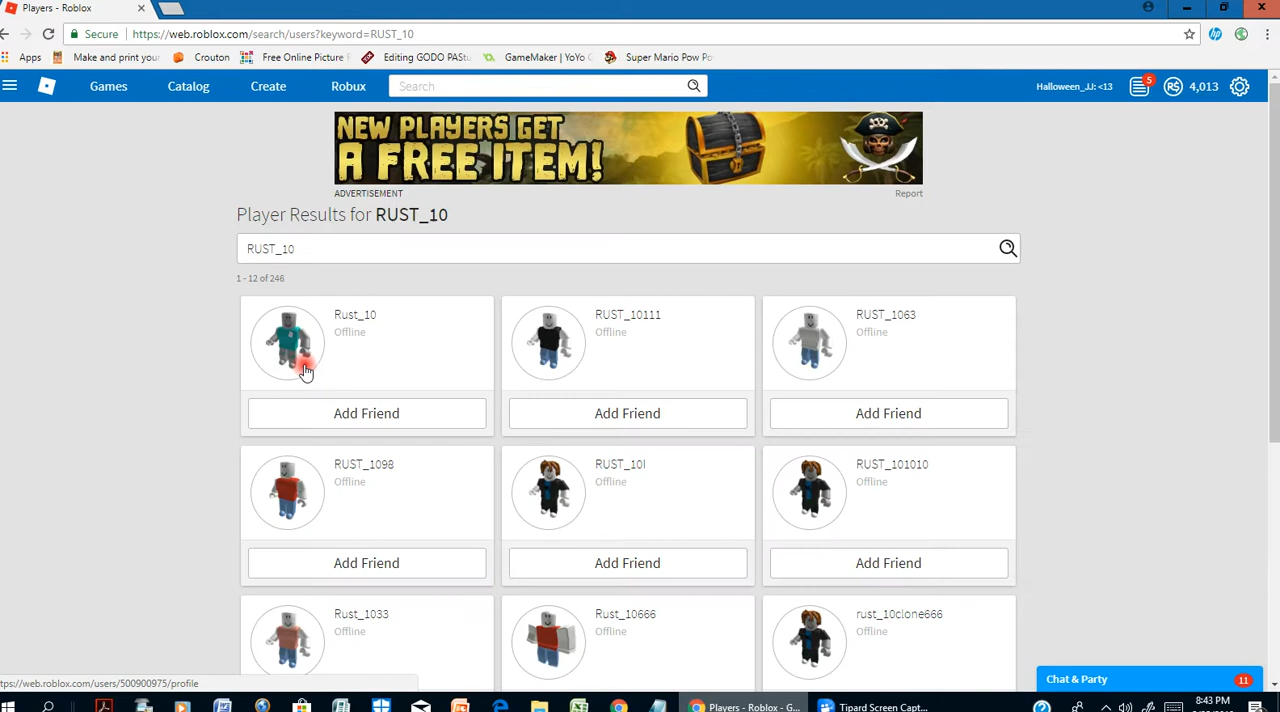 Players - Roblox
Secure https://web.roblox.com/search/users?keyword=RUST_10
Apps Make and print your Crouton Free Online Picture Editing GODO PAStu GameMaker | YoYo G Super Mario Pow Po
Games Catalog Create Robux Search Halloween_JJ: <13 5 R$ 4,013
NEW PLAYERS GET
A FREE ITEM!
ADVERTISEMENT Report
Player Results for RUST_10
RUST_10
1 - 12 of 246
Rust_10 RUST_10111 RUST_1063
Offline Offline Offline
Add Friend Add Friend Add Friend
RUST_1098 RUST_10l RUST_101010
Offline Offline Offline
Add Friend Add Friend Add Friend
Rust_1033 Rust_10666 rust_10clone666
Offline Offline Offline
Chat & Party 11
tps://web.roblox.com/users/500900975/profile
Players - Roblox - G... Tipard Screen Capt... 8:43 PM